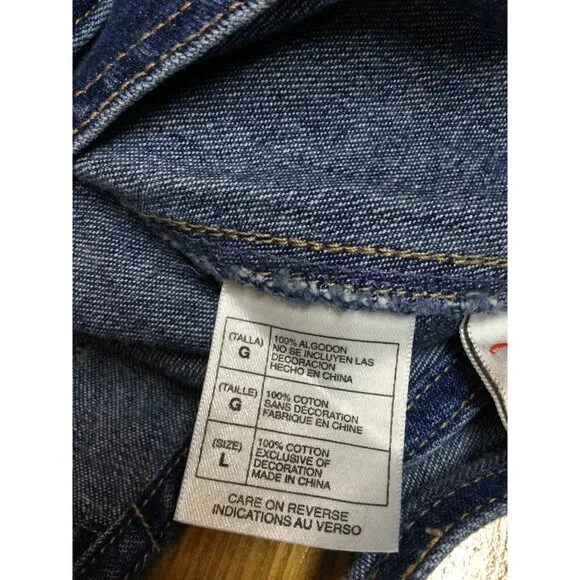 (TALLA)
G
100% ALGODON
NO SE INCLUYEN LAS
DECORACION
HECHO EN CHINA
(TAILLE)
G
100% COTON
SANS DÉCORATION
FABRIQUE EN CHINE
(SIZE)
L
100% COTTON
EXCLUSIVE OF
DECORATION
MADE IN CHINA
CARE ON REVERSE
INDICATIONS AU VERSO